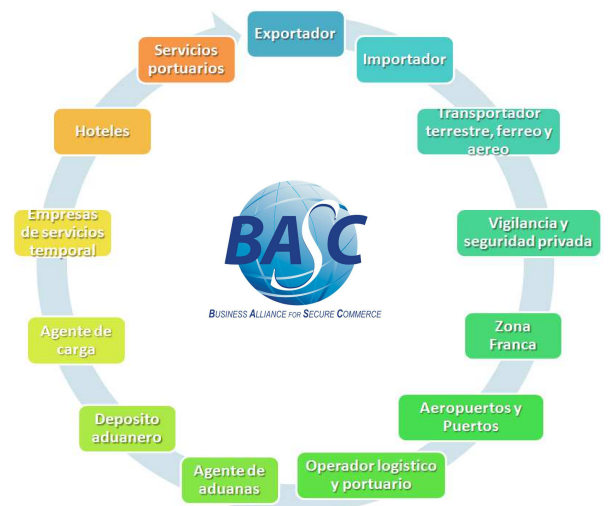 Exportador
Importador
Transportador
terrestre, ferreo y
aereo
Vigilancia y
seguridad privada
Zona
Franca
Aeropuertos y
Puertos
Operador logístico
y portuario
Agente de
aduanas
Deposito
aduanero
Agente de
carga
Empresas
de servicios
temporal
Hoteles
Servicios
portuarios
BASC
BUSINESS ALLIANCE FOR SECURE COMMERCE